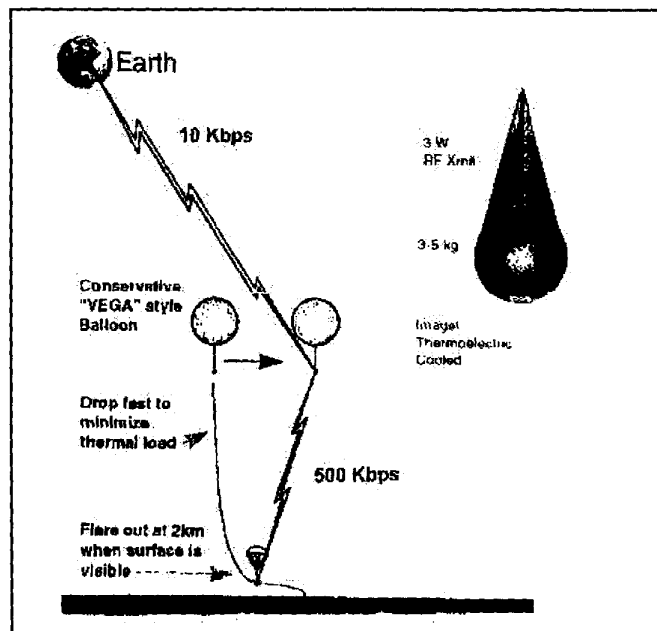 Earth
10 Kbps
3 W
RF Xmit
3-5 kg
Conservative
"VEGA" style
Balloon
Imager
Thermoelectric
Cooled
Drop fast to
minimize
thermal load
500 Kbps
Flare out at 2km
when surface is
visible